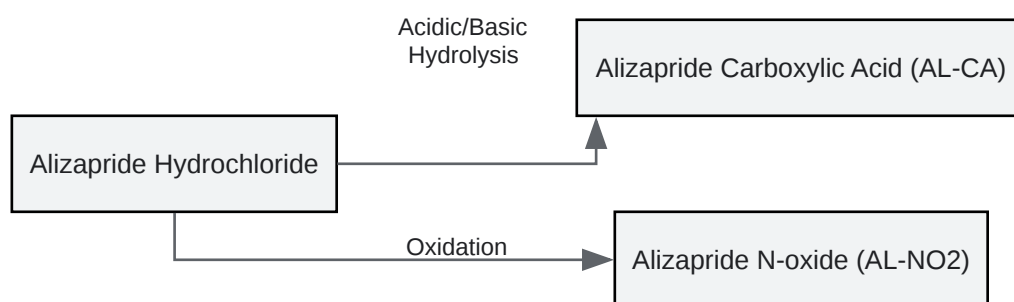 Acidic/Basic
Hydrolysis
Alizapride Carboxylic Acid (AL-CA)
Alizapride Hydrochloride
Oxidation
Alizapride N-oxide (AL-NO2)